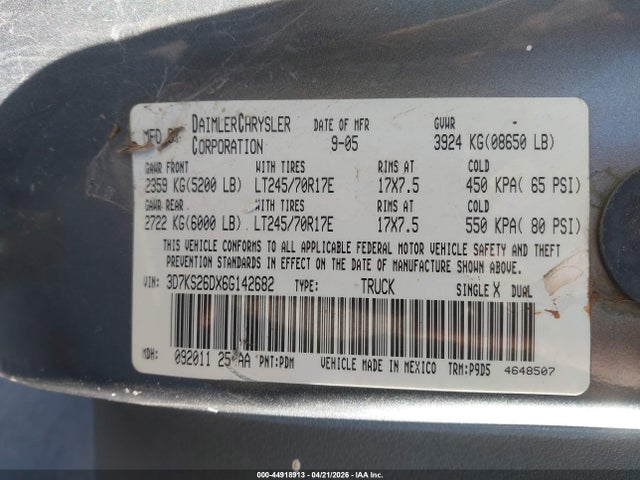 MFD BY DAIMLERCHRYSLER CORPORATION DATE OF MFR 9-05 GVWR 3924 KG(08650 LB)
GAWR FRONT WITH TIRES RIMS AT COLD
2359 KG(5200 LB) LT245/70R17E 17X7.5 450 KPA( 65 PSI)
GAWR REAR WITH TIRES RIMS AT COLD
2722 KG(6000 LB) LT245/70R17E 17X7.5 550 KPA( 80 PSI)
THIS VEHICLE CONFORMS TO ALL APPLICABLE FEDERAL MOTOR VEHICLE SAFETY AND THEFT
PREVENTION STANDARDS IN EFFECT ON THE DATE OF MANUFACTURE SHOWN ABOVE.
VIN: 3D7KS26DX6G142682 TYPE: TRUCK SINGLE X DUAL
MDH: 092011 25 AA PNT:PDM VEHICLE MADE IN MEXICO TRM:P9D5 4648507
000-44918913 - 04/21/2026 - IAA Inc.